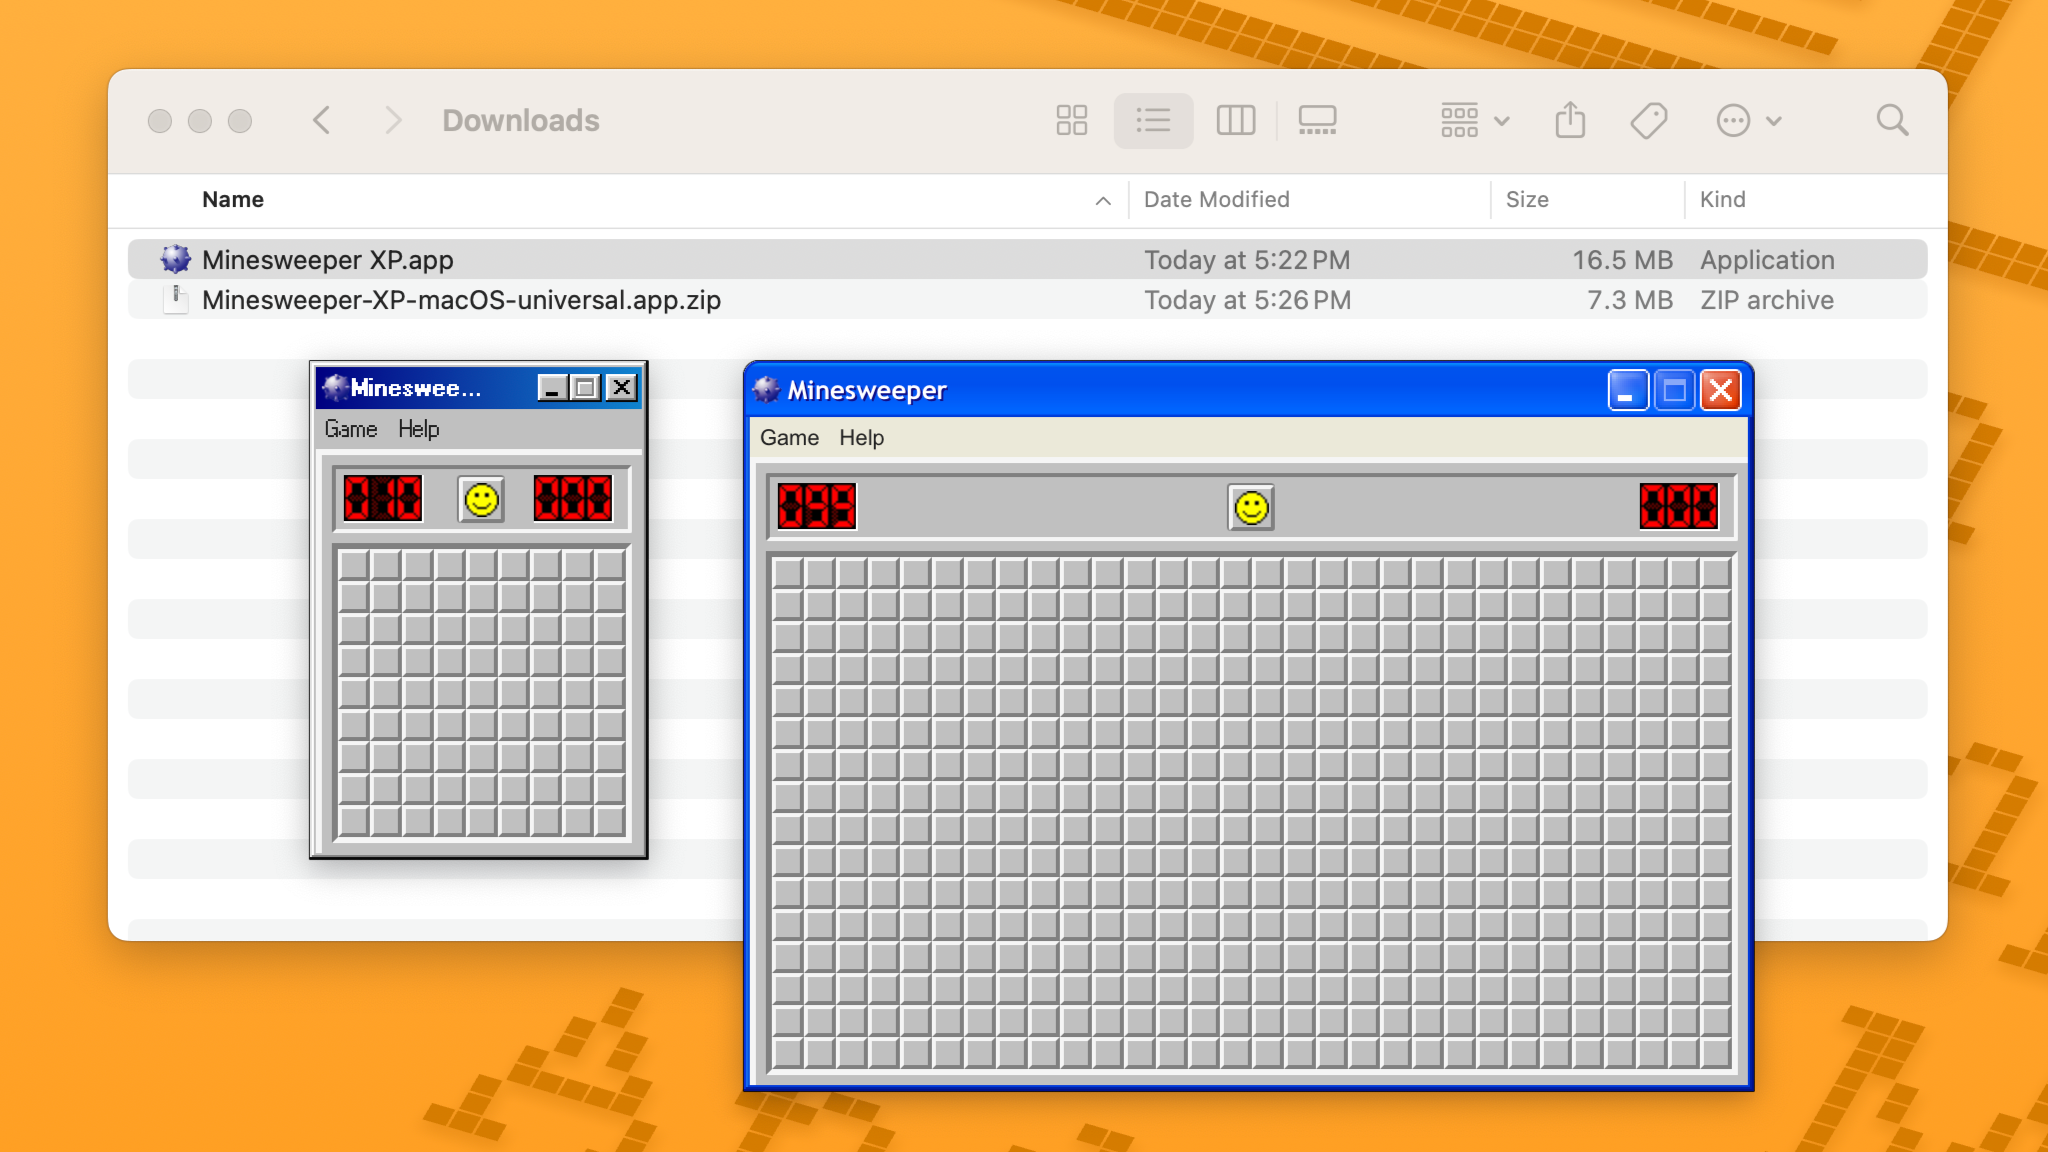 Downloads
Name Date Modified Size Kind
Minesweeper XP.app Today at 5:22 PM 16.5 MB Application
Minesweeper-XP-macOS-universal.app.zip Today at 5:26 PM 7.3 MB ZIP archive
Mineswee...
Game Help
010 000
Minesweeper
Game Help
099 000